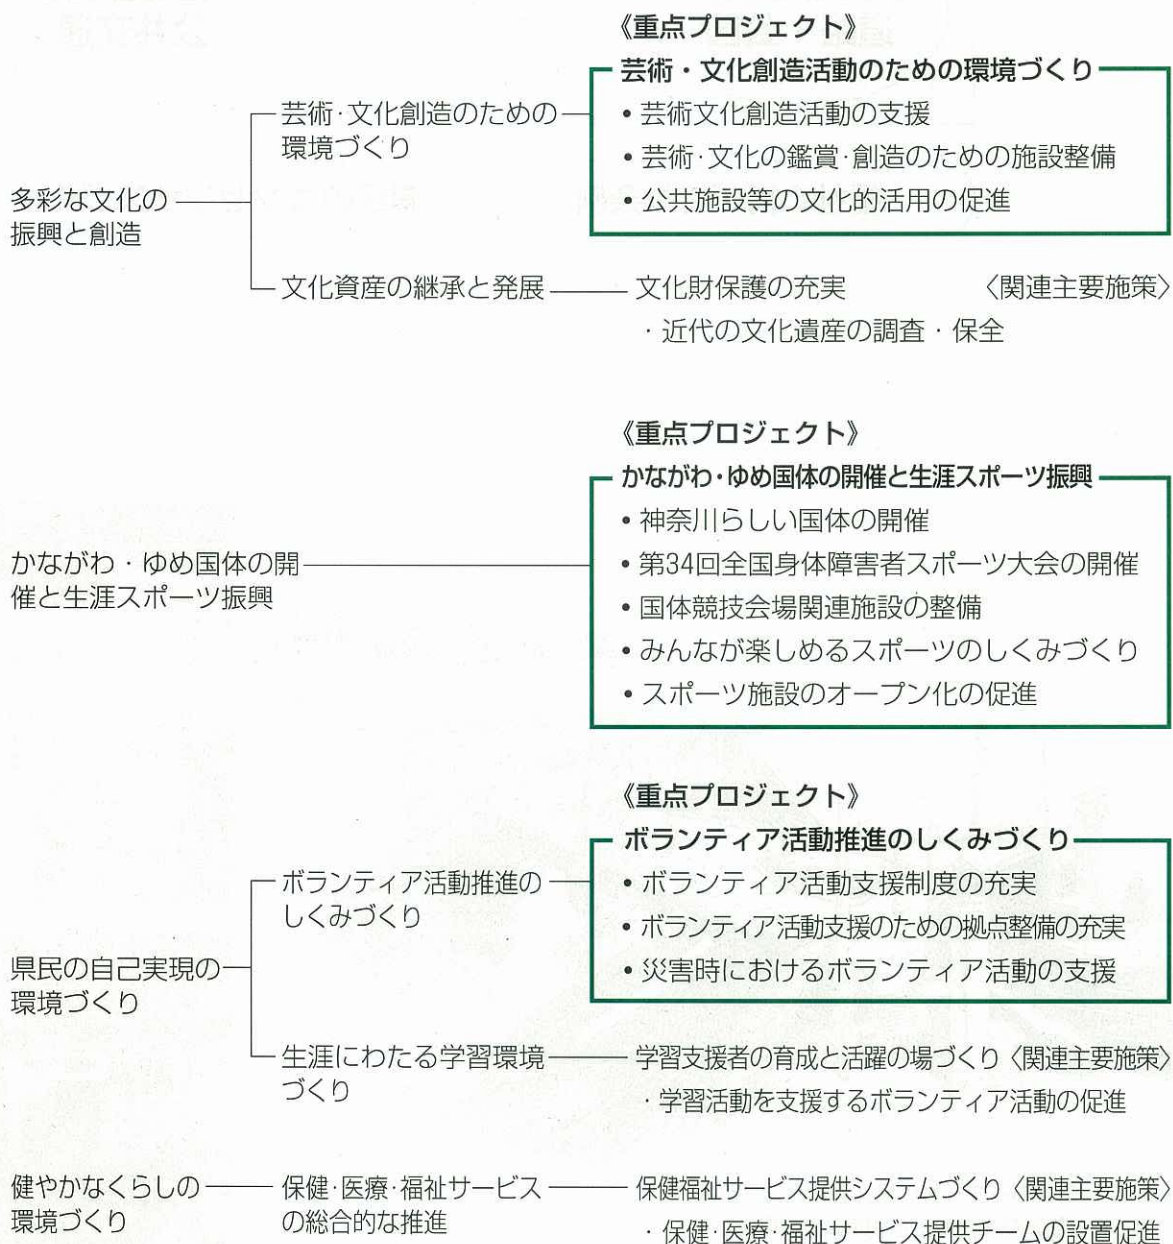 《重点プロジェクト》
芸術・文化創造活動のための環境づくり
芸術・文化創造のための
環境づくり
• 芸術文化創造活動の支援
• 芸術・文化の鑑賞・創造のための施設整備
• 公共施設等の文化的活用の促進
多彩な文化の
振興と創造
文化資産の継承と発展
文化財保護の充実 〈関連主要施策〉
・近代の文化遺産の調査・保全
《重点プロジェクト》
かながわ・ゆめ国体の開催と生涯スポーツ振興
かながわ・ゆめ国体の開
催と生涯スポーツ振興
• 神奈川らしい国体の開催
• 第34回全国身体障害者スポーツ大会の開催
• 国体競技会場関連施設の整備
• みんなが楽しめるスポーツのしくみづくり
• スポーツ施設のオープン化の促進
《重点プロジェクト》
ボランティア活動推進のしくみづくり
ボランティア活動推進の
しくみづくり
• ボランティア活動支援制度の充実
• ボランティア活動支援のための拠点整備の充実
• 災害時におけるボランティア活動の支援
県民の自己実現の
環境づくり
生涯にわたる学習環境
づくり
学習支援者の育成と活躍の場づくり〈関連主要施策〉
・学習活動を支援するボランティア活動の促進
健やかなくらしの
環境づくり
保健・医療・福祉サービス
の総合的な推進
保健福祉サービス提供システムづくり〈関連主要施策〉
・保健・医療・福祉サービス提供チームの設置促進